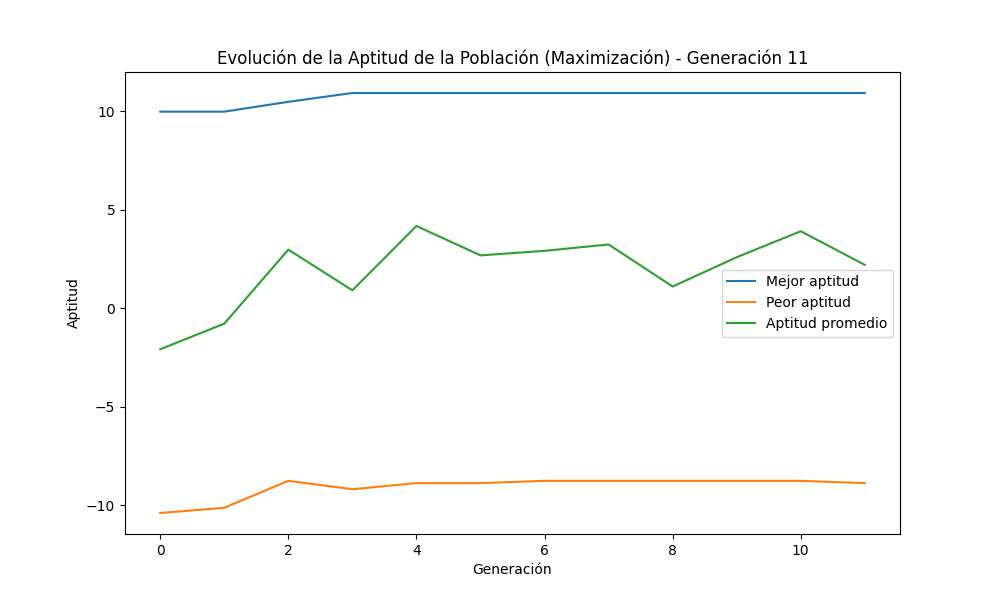 Evolución de la Aptitud de la Población (Maximización) - Generación 11
Aptitud
10
5
0
−5
−10
Mejor aptitud
Peor aptitud
Aptitud promedio
0 2 4 6 8 10
Generación